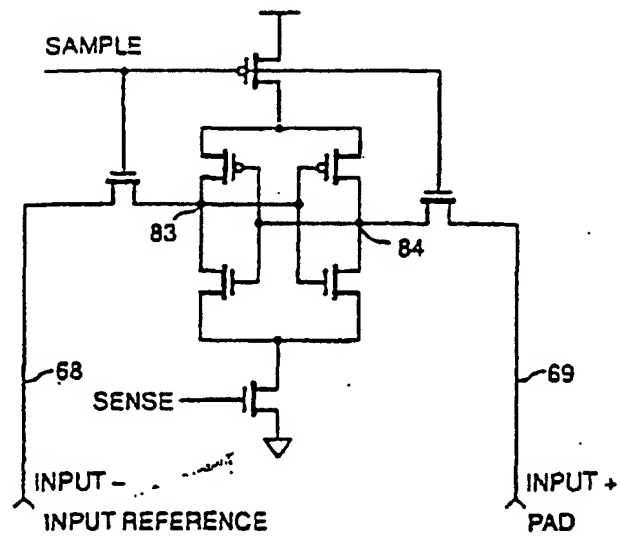 SAMPLE
83
84
68
69
SENSE
INPUT –
INPUT REFERENCE
INPUT +
PAD